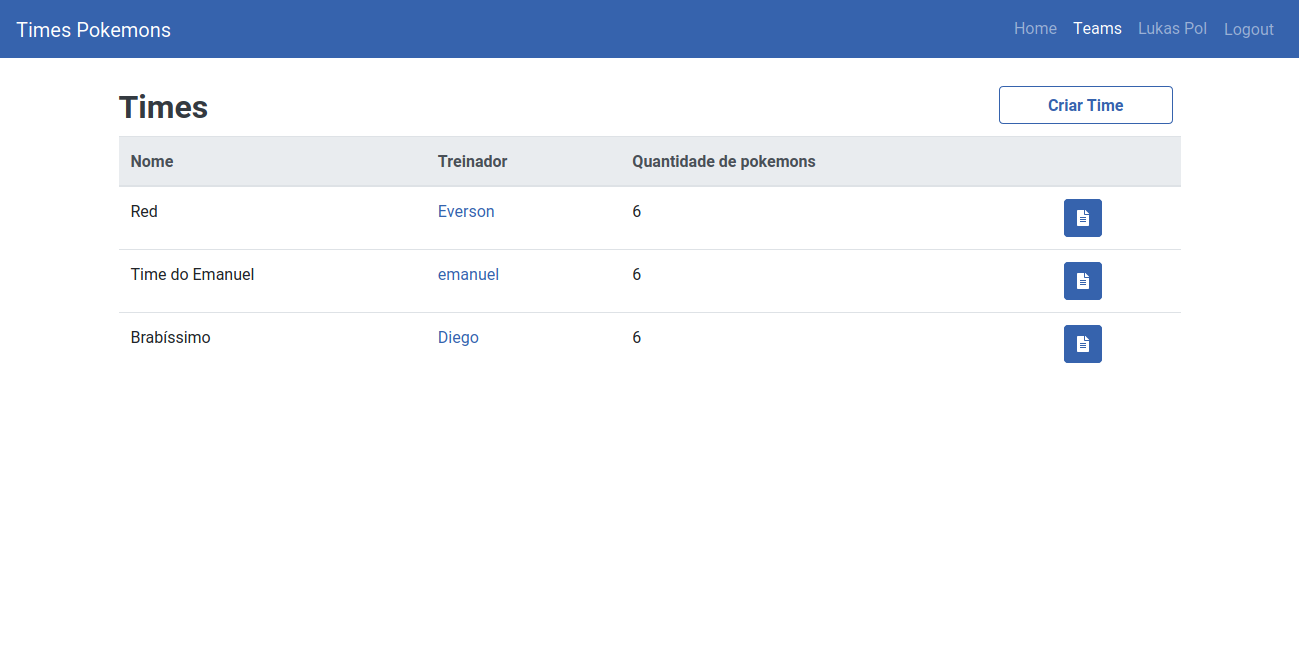 Times Pokemons Home Teams Lukas Pol Logout
Times Criar Time
Nome Treinador Quantidade de pokemons
Red Everson 6
Time do Emanuel emanuel 6
Brabíssimo Diego 6